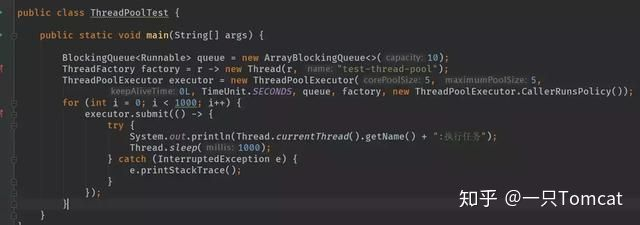 public class ThreadPoolTest {
public static void main(String[] args) {
BlockingQueue<Runnable> queue = new ArrayBlockingQueue<>( capacity: 10);
ThreadFactory factory = r -> new Thread(r, name: "test-thread-pool");
ThreadPoolExecutor executor = new ThreadPoolExecutor( corePoolSize: 5, maximumPoolSize: 5,
keepAliveTime: 0L, TimeUnit.SECONDS, queue, factory, new ThreadPoolExecutor.CallerRunsPolicy());
for (int i = 0; i < 1000; i++) {
executor.submit(() -> {
try {
System.out.println(Thread.currentThread().getName() + ":执行任务");
Thread.sleep( millis: 1000);
} catch (InterruptedException e) {
e.printStackTrace();
}
});
}
}
知乎 @一只Tomcat